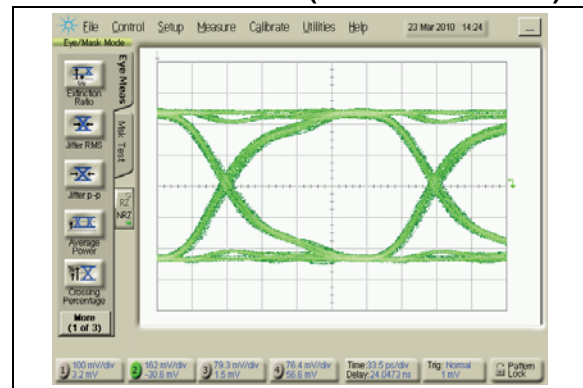 File Control Setup Measure Calibrate Utilities Help 23 Mar 2010 14:24
Eye/Mask Mode
Extinction
Ratio
Jitter RMS
Jitter p-p
Average
Power
Crossing
Percentage
More
(1 of 3)
Eye Meas
Msk Test
RZ
NRZ
1) 100 mV/div
3.2 mV
2) 162 mV/div
-30.6 mV
3) 79.3 mV/div
1.5 mV
4) 76.4 mV/div
56.6 mV
Time:33.5 ps/div
Delay:24.0473 ns
Trig: Normal
1 mV
Pattern
Lock